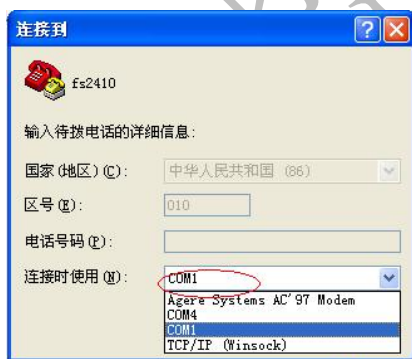 连接到
fs2410
输入待拨电话的详细信息:
国家(地区)(C): 中华人民共和国 (86)
区号(E): 010
电话号码(P):
连接时使用(N): COM1
Agere Systems AC'97 Modem
COM4
COM1
TCP/IP (Winsock)